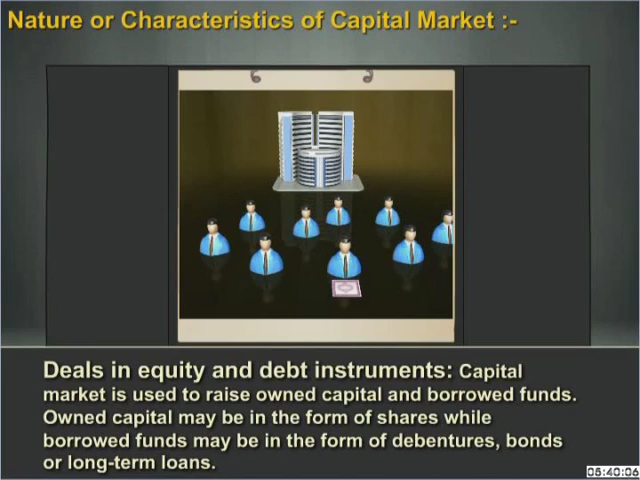 Nature or Characteristics of Capital Market :-
Deals in equity and debt instruments: Capital
market is used to raise owned capital and borrowed funds.
Owned capital may be in the form of shares while
borrowed funds may be in the form of debentures, bonds
or long-term loans.
05:40:06